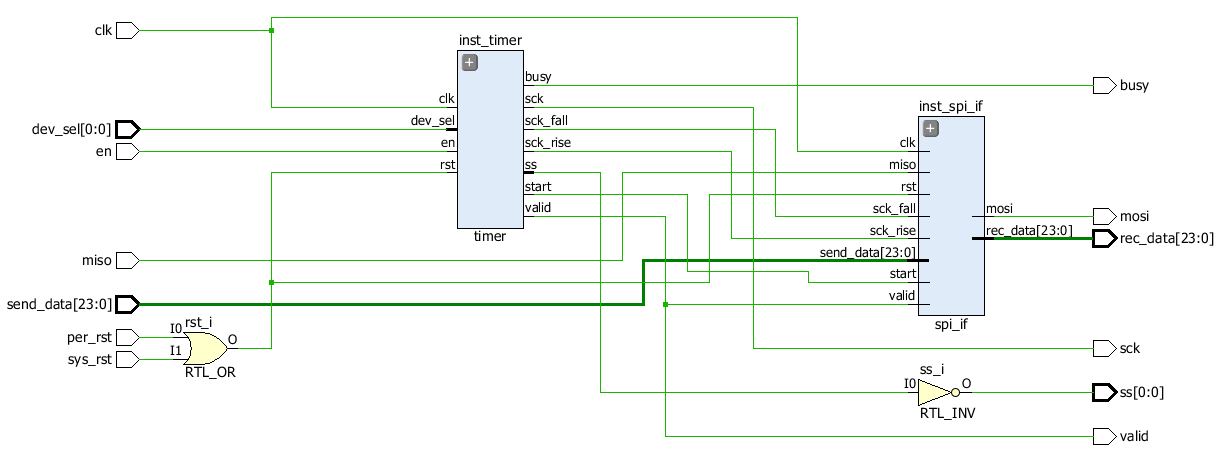 clk
inst_timer
busy
busy
inst_spi_if
clk
sck
dev_sel[0:0]
dev_sel
sck_fall
en
en
sck_rise
clk
rst
ss
miso
start
rst
valid
sck_fall
mosi
mosi
timer
sck_rise
rec_data[23:0]
rec_data[23:0]
miso
send_data[23:0]
start
send_data[23:0]
valid
rst_i
spi_if
per_rst
I0
O
sys_rst
I1
sck
RTL_OR
ss_i
I0
O
ss[0:0]
RTL_INV
valid